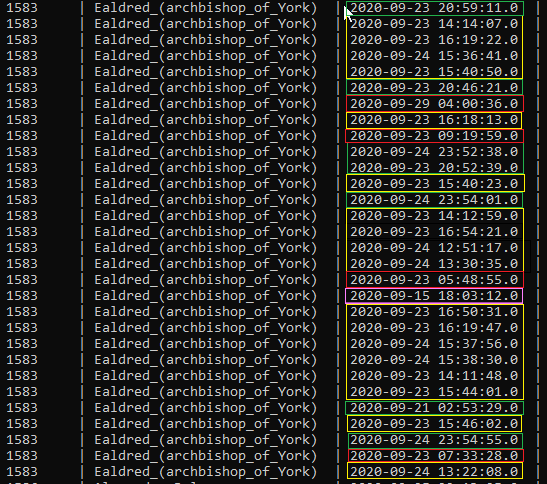 1583 | Ealdred_(archbishop_of_York) | 2020-09-23 20:59:11.0 |
1583 | Ealdred_(archbishop_of_York) | 2020-09-23 14:14:07.0 |
1583 | Ealdred_(archbishop_of_York) | 2020-09-23 16:19:22.0 |
1583 | Ealdred_(archbishop_of_York) | 2020-09-24 15:36:41.0 |
1583 | Ealdred_(archbishop_of_York) | 2020-09-23 15:40:50.0 |
1583 | Ealdred_(archbishop_of_York) | 2020-09-23 20:46:21.0 |
1583 | Ealdred_(archbishop_of_York) | 2020-09-29 04:00:36.0 |
1583 | Ealdred_(archbishop_of_York) | 2020-09-23 16:18:13.0 |
1583 | Ealdred_(archbishop_of_York) | 2020-09-23 09:19:59.0 |
1583 | Ealdred_(archbishop_of_York) | 2020-09-24 23:52:38.0 |
1583 | Ealdred_(archbishop_of_York) | 2020-09-23 20:52:39.0 |
1583 | Ealdred_(archbishop_of_York) | 2020-09-23 15:40:23.0 |
1583 | Ealdred_(archbishop_of_York) | 2020-09-24 23:54:01.0 |
1583 | Ealdred_(archbishop_of_York) | 2020-09-23 14:12:59.0 |
1583 | Ealdred_(archbishop_of_York) | 2020-09-23 16:54:21.0 |
1583 | Ealdred_(archbishop_of_York) | 2020-09-24 12:51:17.0 |
1583 | Ealdred_(archbishop_of_York) | 2020-09-24 13:30:35.0 |
1583 | Ealdred_(archbishop_of_York) | 2020-09-23 05:48:55.0 |
1583 | Ealdred_(archbishop_of_York) | 2020-09-15 18:03:12.0 |
1583 | Ealdred_(archbishop_of_York) | 2020-09-23 16:50:31.0 |
1583 | Ealdred_(archbishop_of_York) | 2020-09-23 16:19:47.0 |
1583 | Ealdred_(archbishop_of_York) | 2020-09-24 15:37:56.0 |
1583 | Ealdred_(archbishop_of_York) | 2020-09-24 15:38:30.0 |
1583 | Ealdred_(archbishop_of_York) | 2020-09-23 14:11:48.0 |
1583 | Ealdred_(archbishop_of_York) | 2020-09-23 15:44:01.0 |
1583 | Ealdred_(archbishop_of_York) | 2020-09-21 02:53:29.0 |
1583 | Ealdred_(archbishop_of_York) | 2020-09-23 15:46:02.0 |
1583 | Ealdred_(archbishop_of_York) | 2020-09-24 23:54:55.0 |
1583 | Ealdred_(archbishop_of_York) | 2020-09-23 07:33:28.0 |
1583 | Ealdred_(archbishop_of_York) | 2020-09-24 13:22:08.0 |